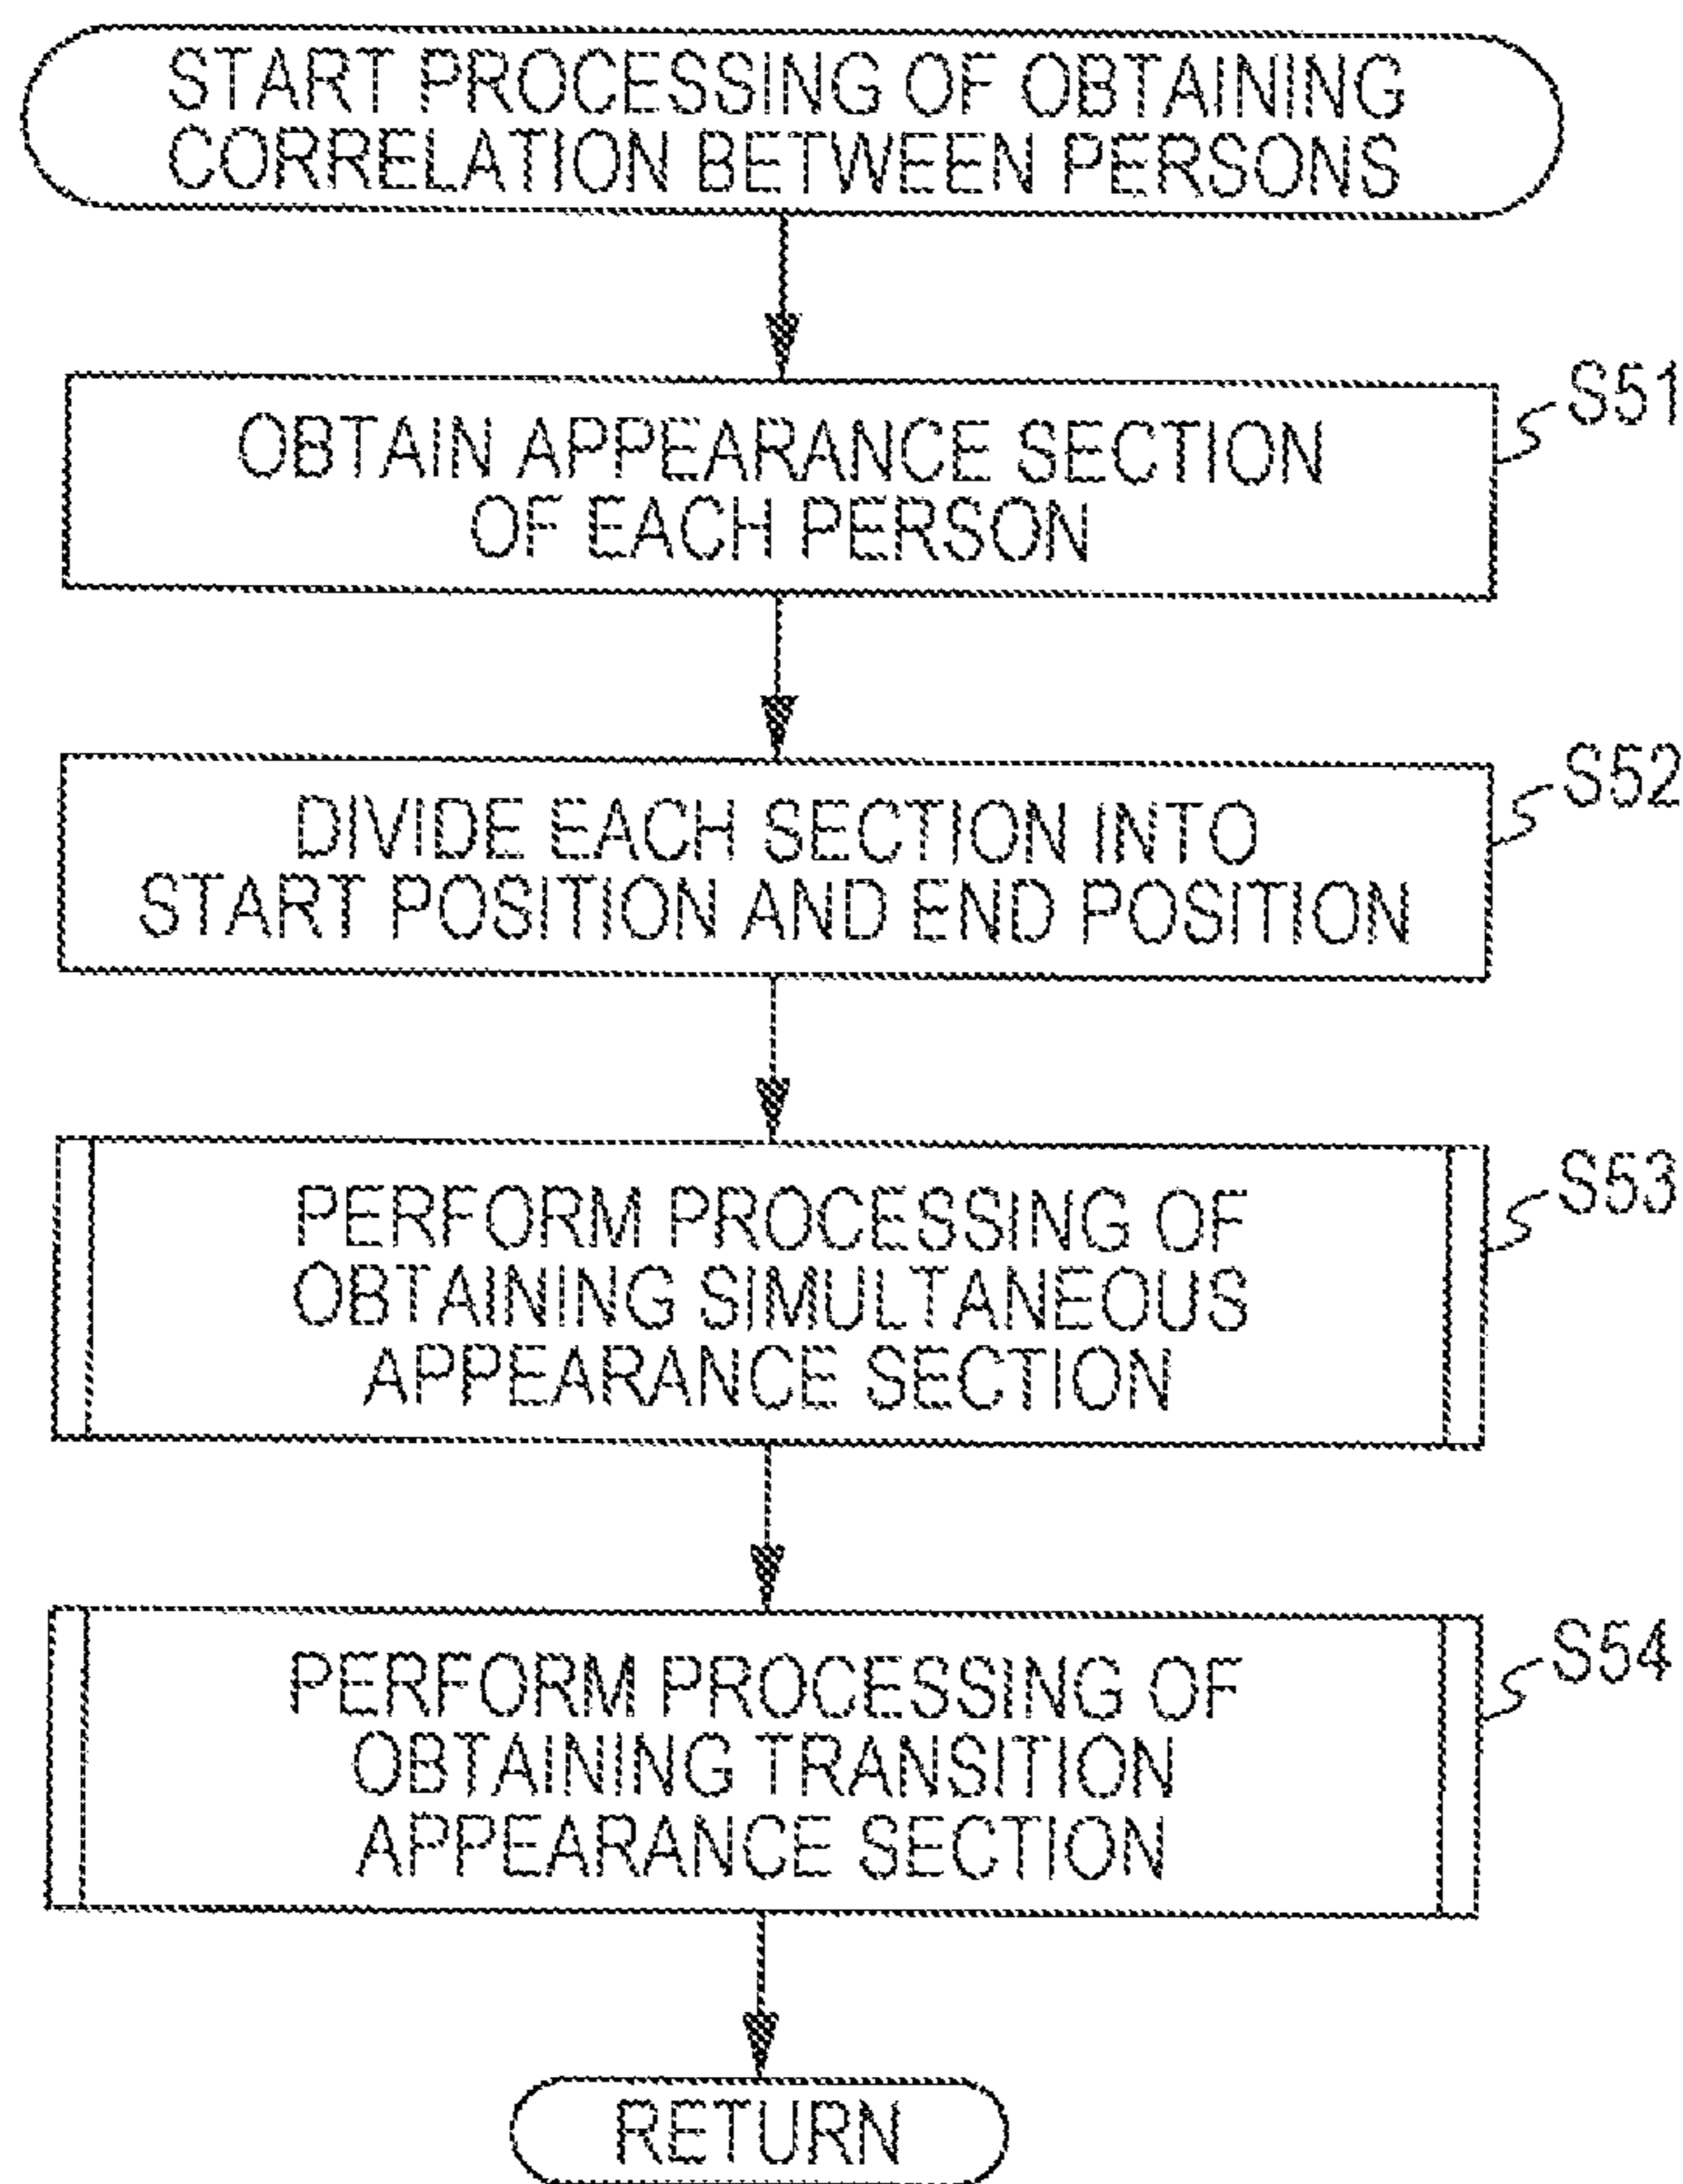 START PROCESSING OF OBTAINING
CORRELATION BETWEEN PERSONS
S51
OBTAIN APPEARANCE SECTION
OF EACH PERSON
S52
DIVIDE EACH SECTION INTO
START POSITION AND END POSITION
S53
PERFORM PROCESSING OF
OBTAINING SIMULTANEOUS
APPEARANCE SECTION
S54
PERFORM PROCESSING OF
OBTAINING TRANSITION
APPEARANCE SECTION
RETURN